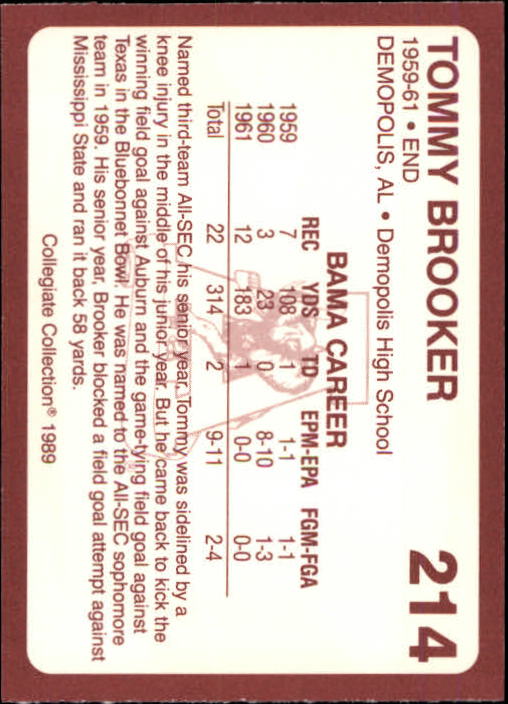 TOMMY BROOKER 214
1959-61 • END
DEMOPOLIS, AL • Demopolis High School
BAMA CAREER
REC YDS TD EPM-EPA FGM-FGA
1959 7 108 1 1-1 1-1
1960 3 23 0 8-10 1-3
1961 12 183 1 0-0 0-0
Total 22 314 2 9-11 2-4
Named third-team All-SEC his senior year, Tommy was sidelined by a
knee injury in the middle of his junior year. But he came back to kick the
winning field goal against Auburn and the game-tying field goal against
Texas in the Bluebonnet Bowl. He was named to the All-SEC sophomore
team in 1959. His senior year, Brooker blocked a field goal attempt against
Mississippi State and ran it back 58 yards.
Collegiate Collection® 1989